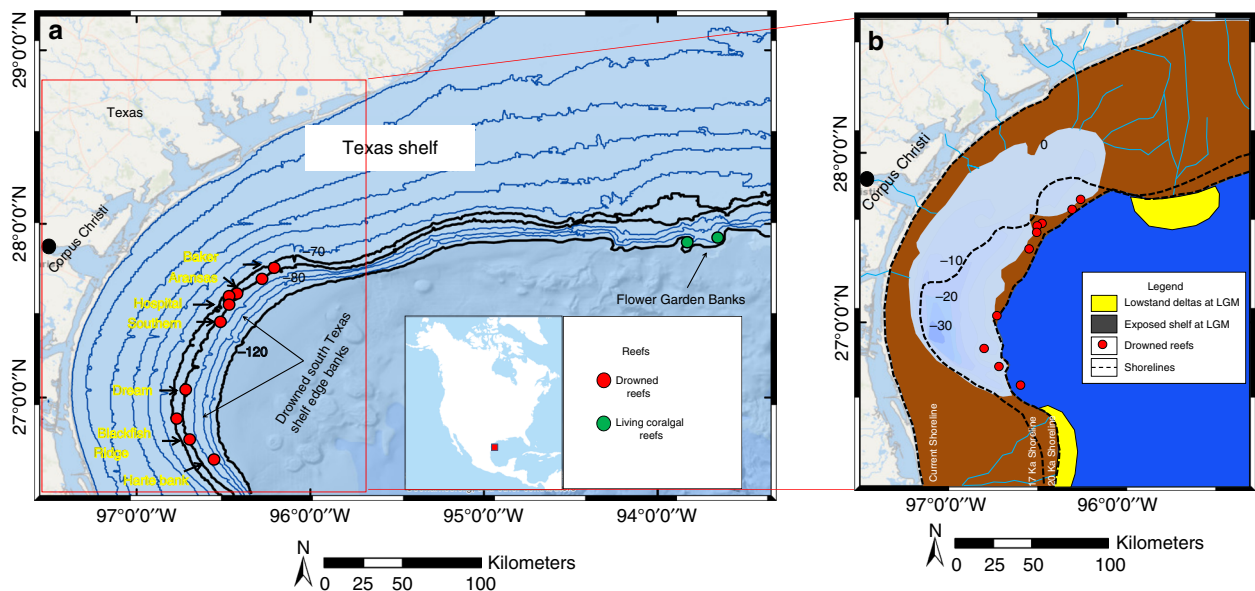 a
29°0′0″N
28°0′0″N
27°0′0″N
Texas
Texas shelf
Corpus Christi
Baker
Aransas
Hospital
Southern
Dream
Blackfish
Ridge
Harte bank
–70
–80
–120
Drowned south Texas
shelf edge banks
Flower Garden Banks
Reefs
Drowned
reefs
Living coralgal
reefs
97°0′0″W
96°0′0″W
95°0′0″W
94°0′0″W
N
Kilometers
0 25 50 100
b
28°0′0″N
27°0′0″N
Corpus Christi
0
–10
–20
–30
Current Shoreline
17 Ka Shoreline
20 Ka Shoreline
Legend
Lowstand deltas at LGM
Exposed shelf at LGM
Drowned reefs
Shorelines
97°0′0″W
96°0′0″W
N
Kilometers
0 25 50 100